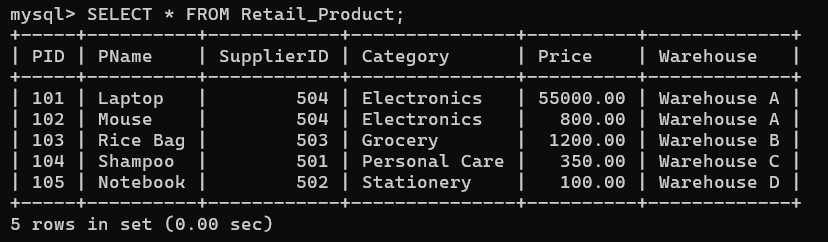 mysql> SELECT * FROM Retail_Product;
+-----+----------+------------+---------------+----------+-------------+
| PID | PName    | SupplierID | Category      | Price    | Warehouse   |
+-----+----------+------------+---------------+----------+-------------+
| 101 | Laptop   |        504 | Electronics   | 55000.00 | Warehouse A |
| 102 | Mouse    |        504 | Electronics   |   800.00 | Warehouse A |
| 103 | Rice Bag |        503 | Grocery       |  1200.00 | Warehouse B |
| 104 | Shampoo  |        501 | Personal Care |   350.00 | Warehouse C |
| 105 | Notebook |        502 | Stationery    |   100.00 | Warehouse D |
+-----+----------+------------+---------------+----------+-------------+
5 rows in set (0.00 sec)